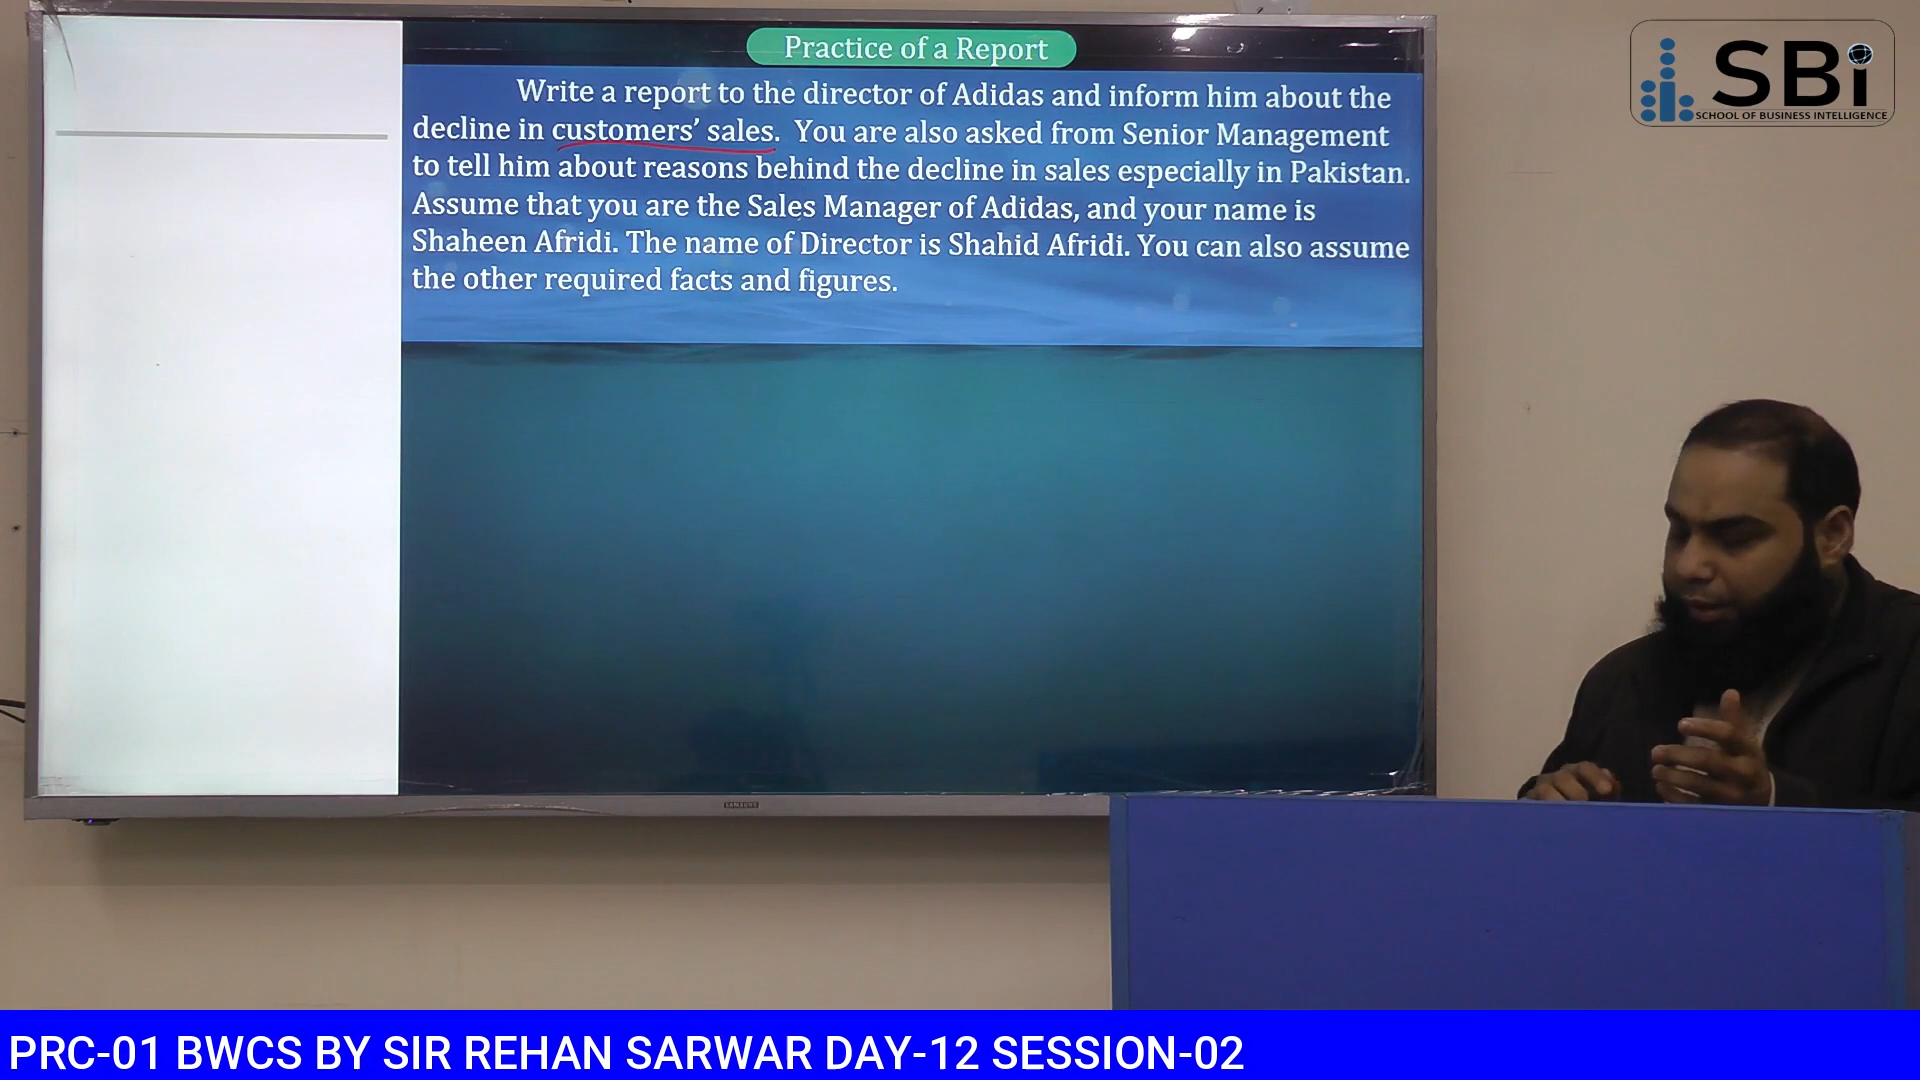 Practice of a Report
Write a report to the director of Adidas and inform him about the
decline in customers’ sales. You are also asked from Senior Management
to tell him about reasons behind the decline in sales especially in Pakistan.
Assume that you are the Sales Manager of Adidas, and your name is
Shaheen Afridi. The name of Director is Shahid Afridi. You can also assume
the other required facts and figures.
SBi
SCHOOL OF BUSINESS INTELLIGENCE
SAMSUNG
PRC-01 BWCS BY SIR REHAN SARWAR DAY-12 SESSION-02